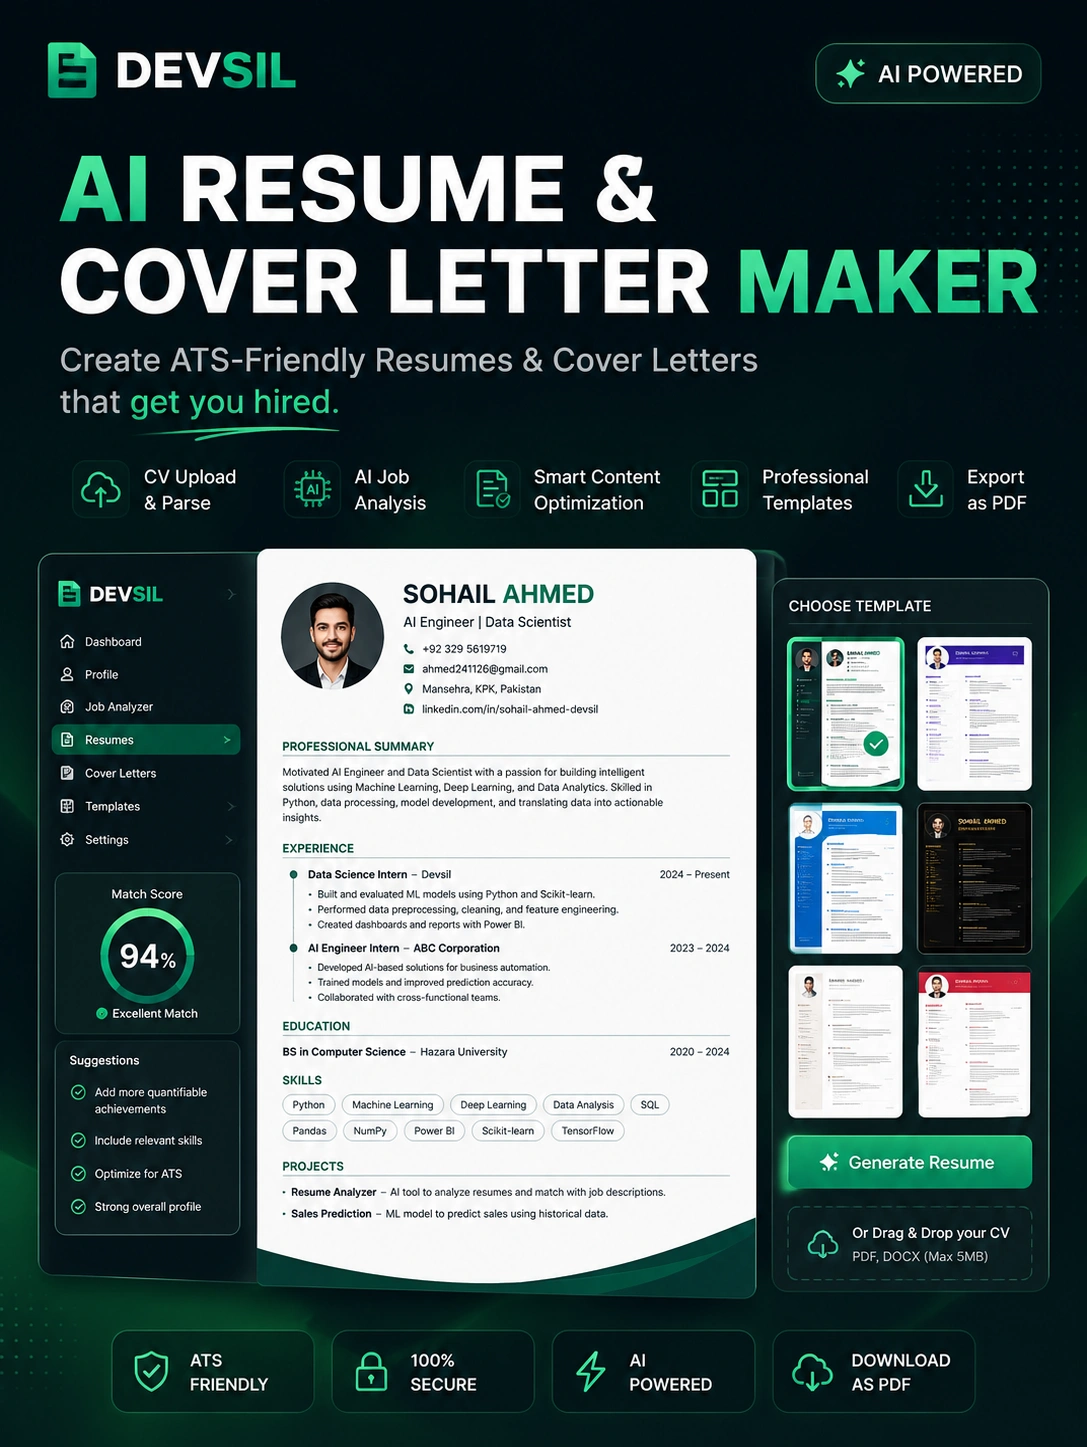 DEVSIL
AI POWERED
AI RESUME &
COVER LETTER MAKER
Create ATS-Friendly Resumes & Cover Letters
that get you hired.
CV Upload
& Parse
AI Job
Analysis
Smart Content
Optimization
Professional
Templates
Export
as PDF
DEVSIL
Dashboard
Profile
Job Analyzer
Resumes
Cover Letters
Templates
Settings
Match Score
94%
Excellent Match
Suggestions
Add more quantifiable
achievements
Include relevant skills
Optimize for ATS
Strong overall profile
SOHAIL AHMED
AI Engineer | Data Scientist
+92 329 5619719
ahmed241126@gmail.com
Mansehra, KPK, Pakistan
linkedin.com/in/sohail-ahmed-devsil
PROFESSIONAL SUMMARY
Motivated AI Engineer and Data Scientist with a passion for building intelligent
solutions using Machine Learning, Deep Learning, and Data Analytics. Skilled in
Python, data processing, model development, and translating data into actionable
insights.
EXPERIENCE
Data Science Intern – Devsil 2024 – Present
• Built and evaluated ML models using Python and Scikit-learn.
• Performed data preprocessing, cleaning, and feature engineering.
• Created dashboards and reports with Power BI.
AI Engineer Intern – ABC Corporation 2023 – 2024
• Developed AI-based solutions for business automation.
• Trained models and improved prediction accuracy.
• Collaborated with cross-functional teams.
EDUCATION
BS in Computer Science – Hazara University 2020 – 2024
SKILLS
Python Machine Learning Deep Learning Data Analysis SQL
Pandas NumPy Power BI Scikit-learn TensorFlow
PROJECTS
• Resume Analyzer – AI tool to analyze resumes and match with job descriptions.
• Sales Prediction – ML model to predict sales using historical data.
CHOOSE TEMPLATE
Generate Resume
Or Drag & Drop your CV
PDF, DOCX (Max 5MB)
ATS
FRIENDLY
100%
SECURE
AI
POWERED
DOWNLOAD
AS PDF